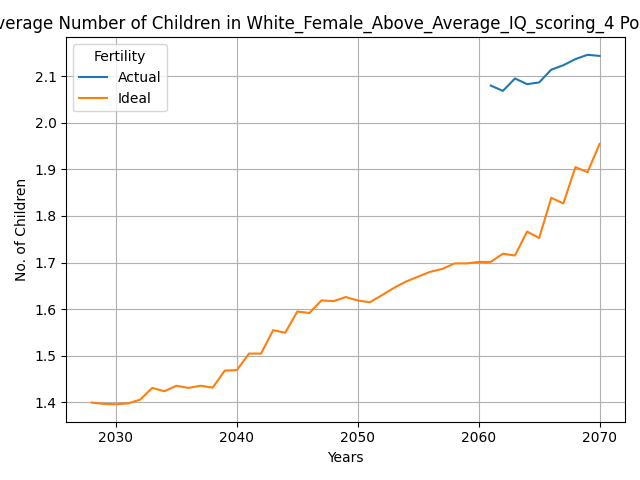 verage Number of Children in White_Female_Above_Average_IQ_scoring_4 Po
Fertility
Actual
Ideal
No. of Children
2.1
2.0
1.9
1.8
1.7
1.6
1.5
1.4
2030 2040 2050 2060 2070
Years